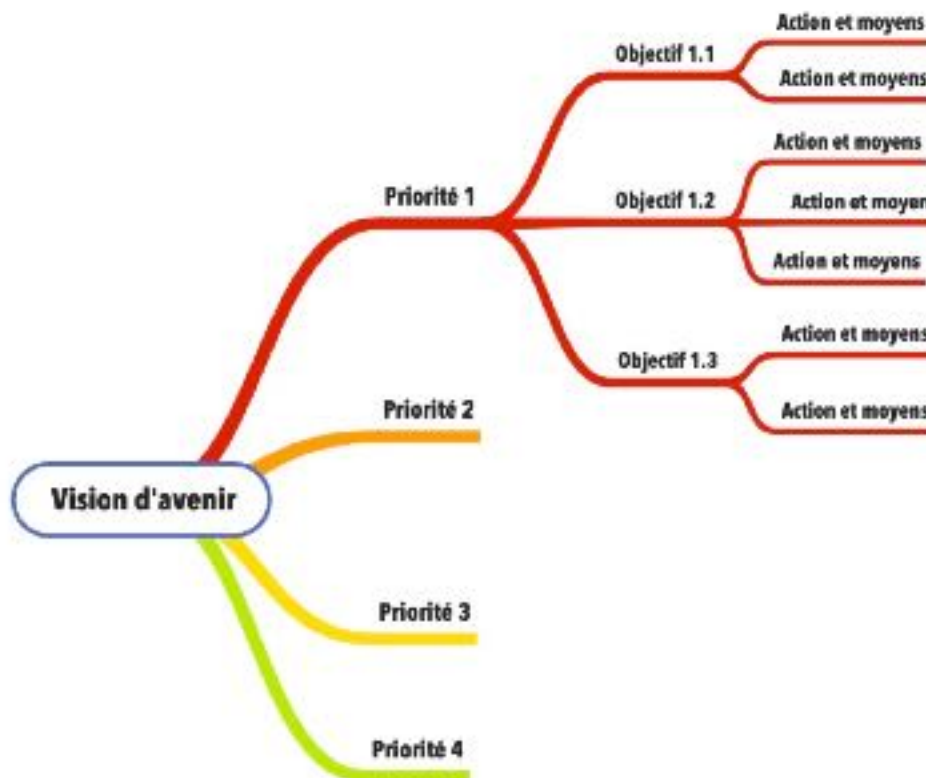 Action et moyens
Objectif 1.1
Action et moyens
Action et moyens
Priorité 1
Objectif 1.2
Action et moyen
Action et moyens
Action et moyens
Objectif 1.3
Action et moyens
Priorité 2
Vision d'avenir
Priorité 3
Priorité 4